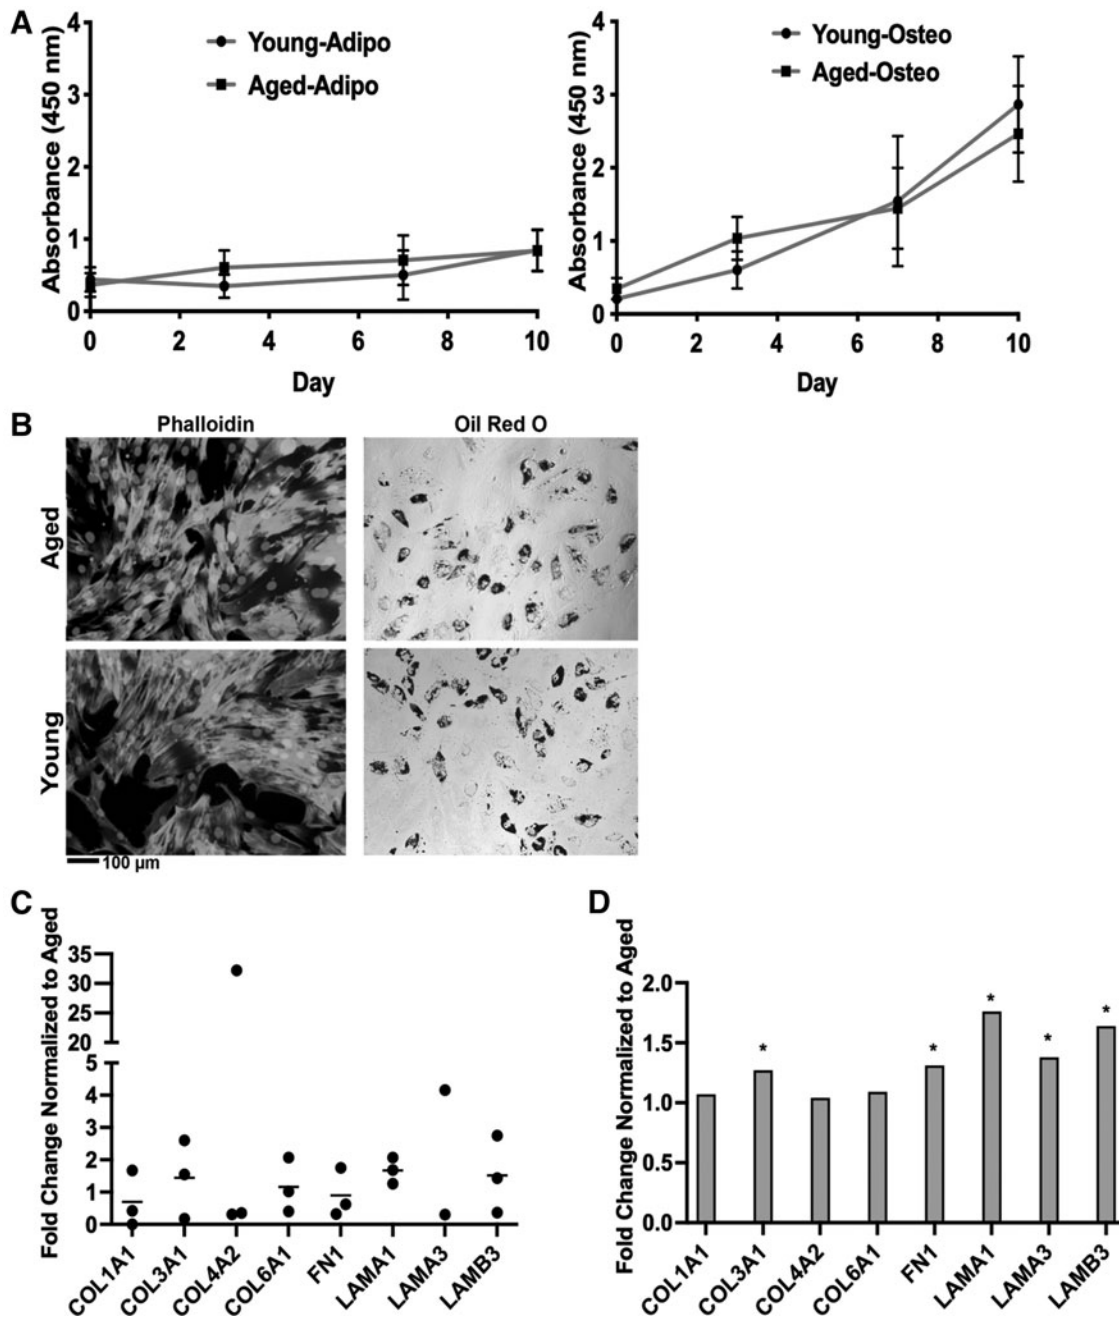 A
Absorbance (450 nm)
4
3
2
1
0
Young-Adipo
Aged-Adipo
0 2 4 6 8 10
Day
Absorbance (450 nm)
4
3
2
1
0
Young-Osteo
Aged-Osteo
0 2 4 6 8 10
Day
B
Phalloidin Oil Red O
Aged
Young
100 µm
C
Fold Change Normalized to Aged
35
30
25
20
5
4
3
2
1
0
COL1A1
COL3A1
COL4A2
COL6A1
FN1
LAMA1
LAMA3
LAMB3
D
Fold Change Normalized to Aged
2.0
1.5
1.0
0.5
0.0
* * * * *
COL1A1
COL3A1
COL4A2
COL6A1
FN1
LAMA1
LAMA3
LAMB3